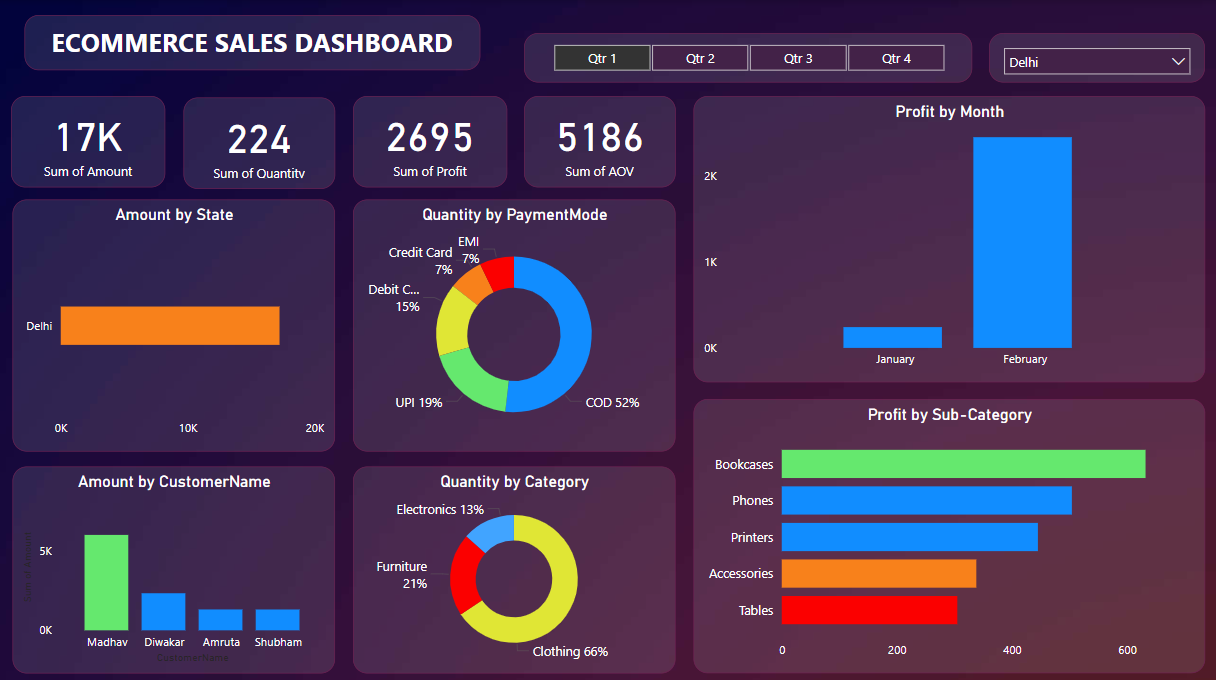 ECOMMERCE SALES DASHBOARD
Qtr 1
Qtr 2
Qtr 3
Qtr 4
Delhi
17K
Sum of Amount
224
Sum of Quantity
2695
Sum of Profit
5186
Sum of AOV
Profit by Month
2K
1K
0K
January
February
Amount by State
Delhi
0K
10K
20K
Quantity by PaymentMode
EMI
7%
Credit Card
7%
Debit C...
15%
UPI 19%
COD 52%
Profit by Sub-Category
Bookcases
Phones
Printers
Accessories
Tables
0
200
400
600
Amount by CustomerName
Sum of Amount
5K
0K
Madhav
Diwakar
Amruta
Shubham
CustomerName
Quantity by Category
Electronics 13%
Furniture
21%
Clothing 66%